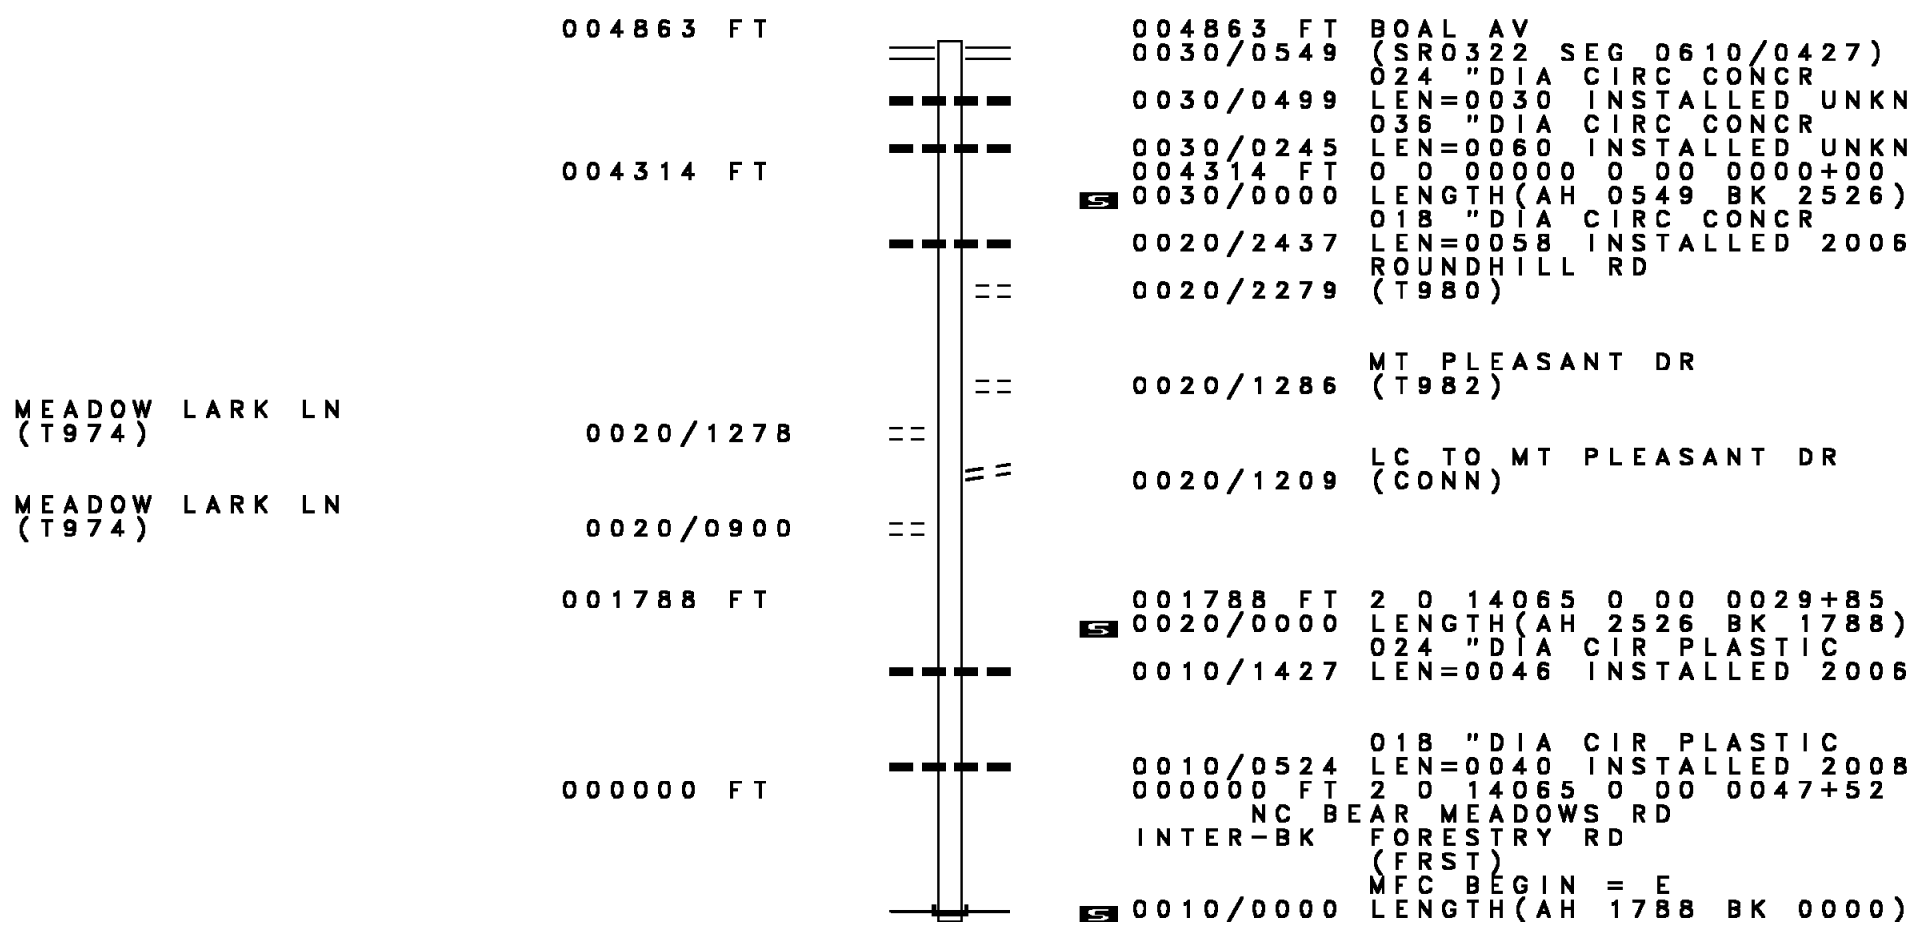 004863 FT 004863 FT BOAL AV
0030/0549 (SR0322 SEG 0610/0427)
024 "DIA CIRC CONCR
0030/0499 LEN=0030 INSTALLED UNKN
036 "DIA CIRC CONCR
0030/0245 LEN=0060 INSTALLED UNKN
004314 FT 004314 FT 0 0 00000 0 00 0000+00
S 0030/0000 LENGTH(AH 0549 BK 2526)
018 "DIA CIRC CONCR
0020/2437 LEN=0058 INSTALLED 2006
ROUNDHILL RD
0020/2279 (T980)
MT PLEASANT DR
0020/1286 (T982)
MEADOW LARK LN
(T974) 0020/1278
LC TO MT PLEASANT DR
0020/1209 (CONN)
MEADOW LARK LN
(T974) 0020/0900
001788 FT 001788 FT 2 0 14065 0 00 0029+85
S 0020/0000 LENGTH(AH 2526 BK 1788)
024 "DIA CIR PLASTIC
0010/1427 LEN=0046 INSTALLED 2006
018 "DIA CIR PLASTIC
0010/0524 LEN=0040 INSTALLED 2008
000000 FT 000000 FT 2 0 14065 0 00 0047+52
NC BEAR MEADOWS RD
INTER-BK FORESTRY RD
(FRST)
MFC BEGIN = E
S 0010/0000 LENGTH(AH 1788 BK 0000)